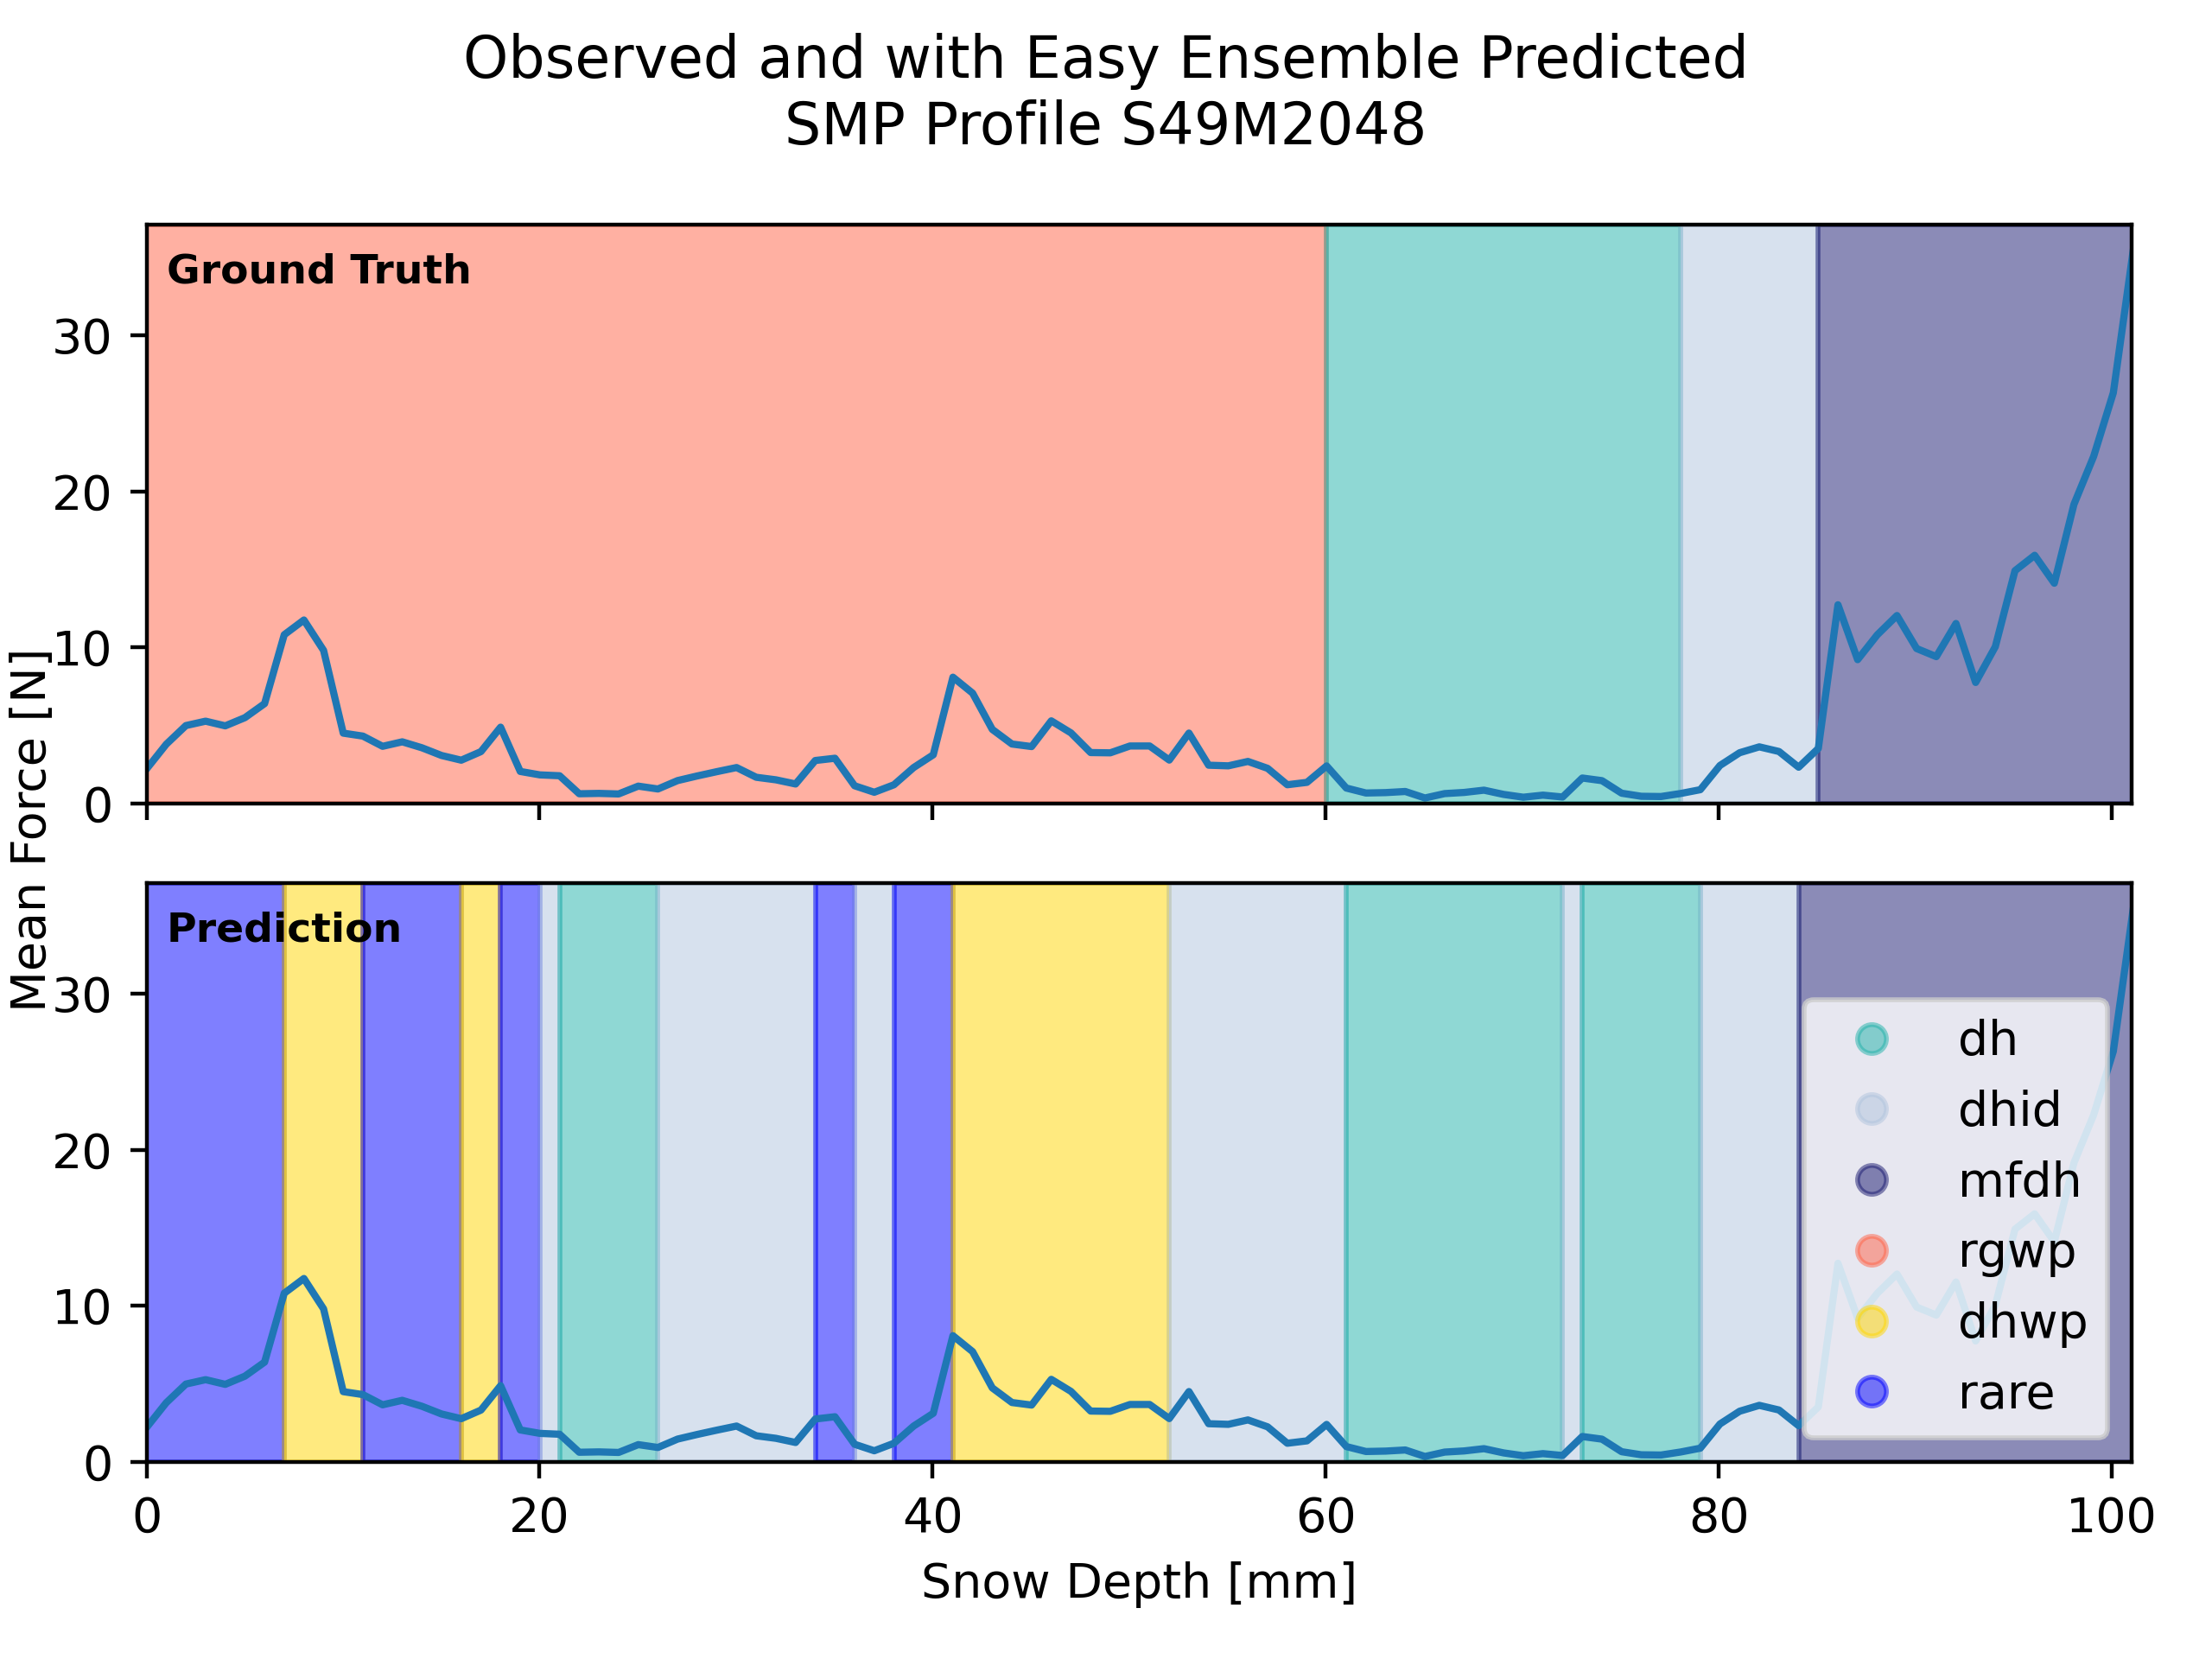 Observed and with Easy Ensemble Predicted
SMP Profile S49M2048
Ground Truth
30
20
10
0
Mean Force [N]
Prediction
30
20
10
0
dh
dhid
mfdh
rgwp
dhwp
rare
0 20 40 60 80 100
Snow Depth [mm]